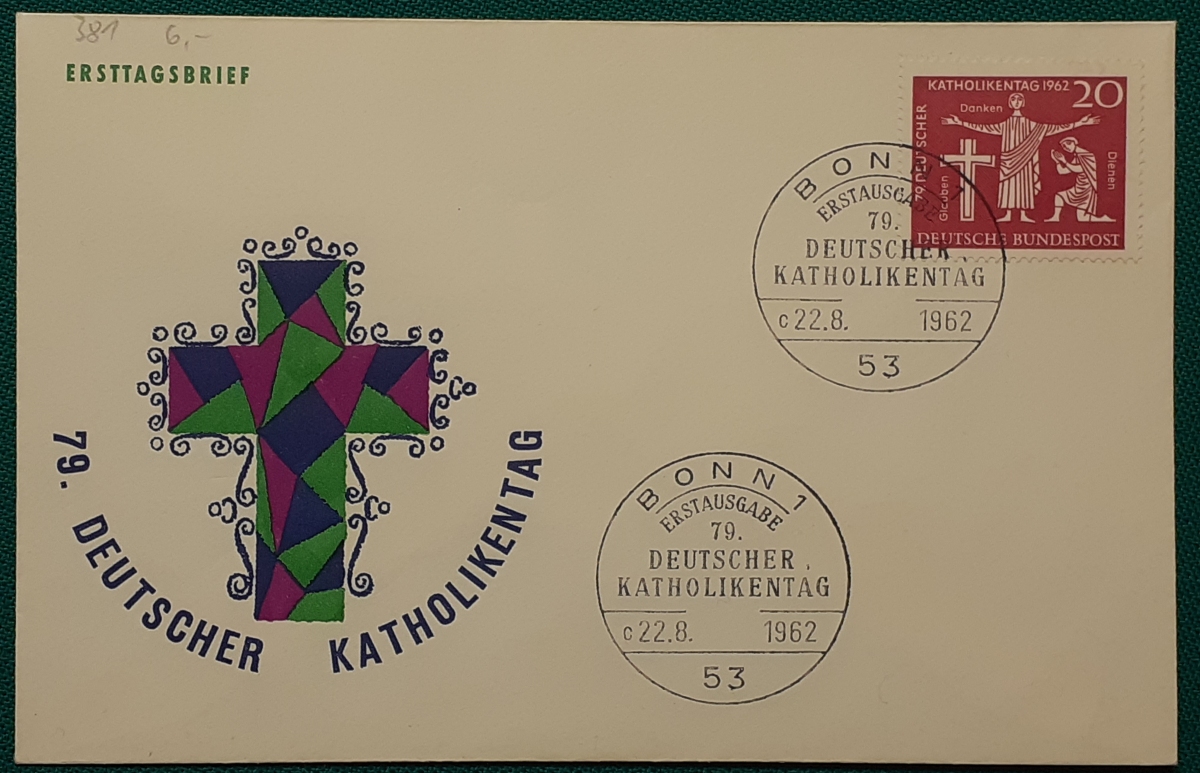 381 6,-
ERSTTAGSBRIEF
KATHOLIKENTAG 1962 20
79. DEUTSCHER
Danken
Glauben
Dienen
DEUTSCHE BUNDESPOST
BONN 1
ERSTAUSGABE
79.
DEUTSCHER
KATHOLIKENTAG
c 22.8. 1962
53
79. DEUTSCHER KATHOLIKENTAG
BONN 1
ERSTAUSGABE
79.
DEUTSCHER
KATHOLIKENTAG
c 22.8. 1962
53